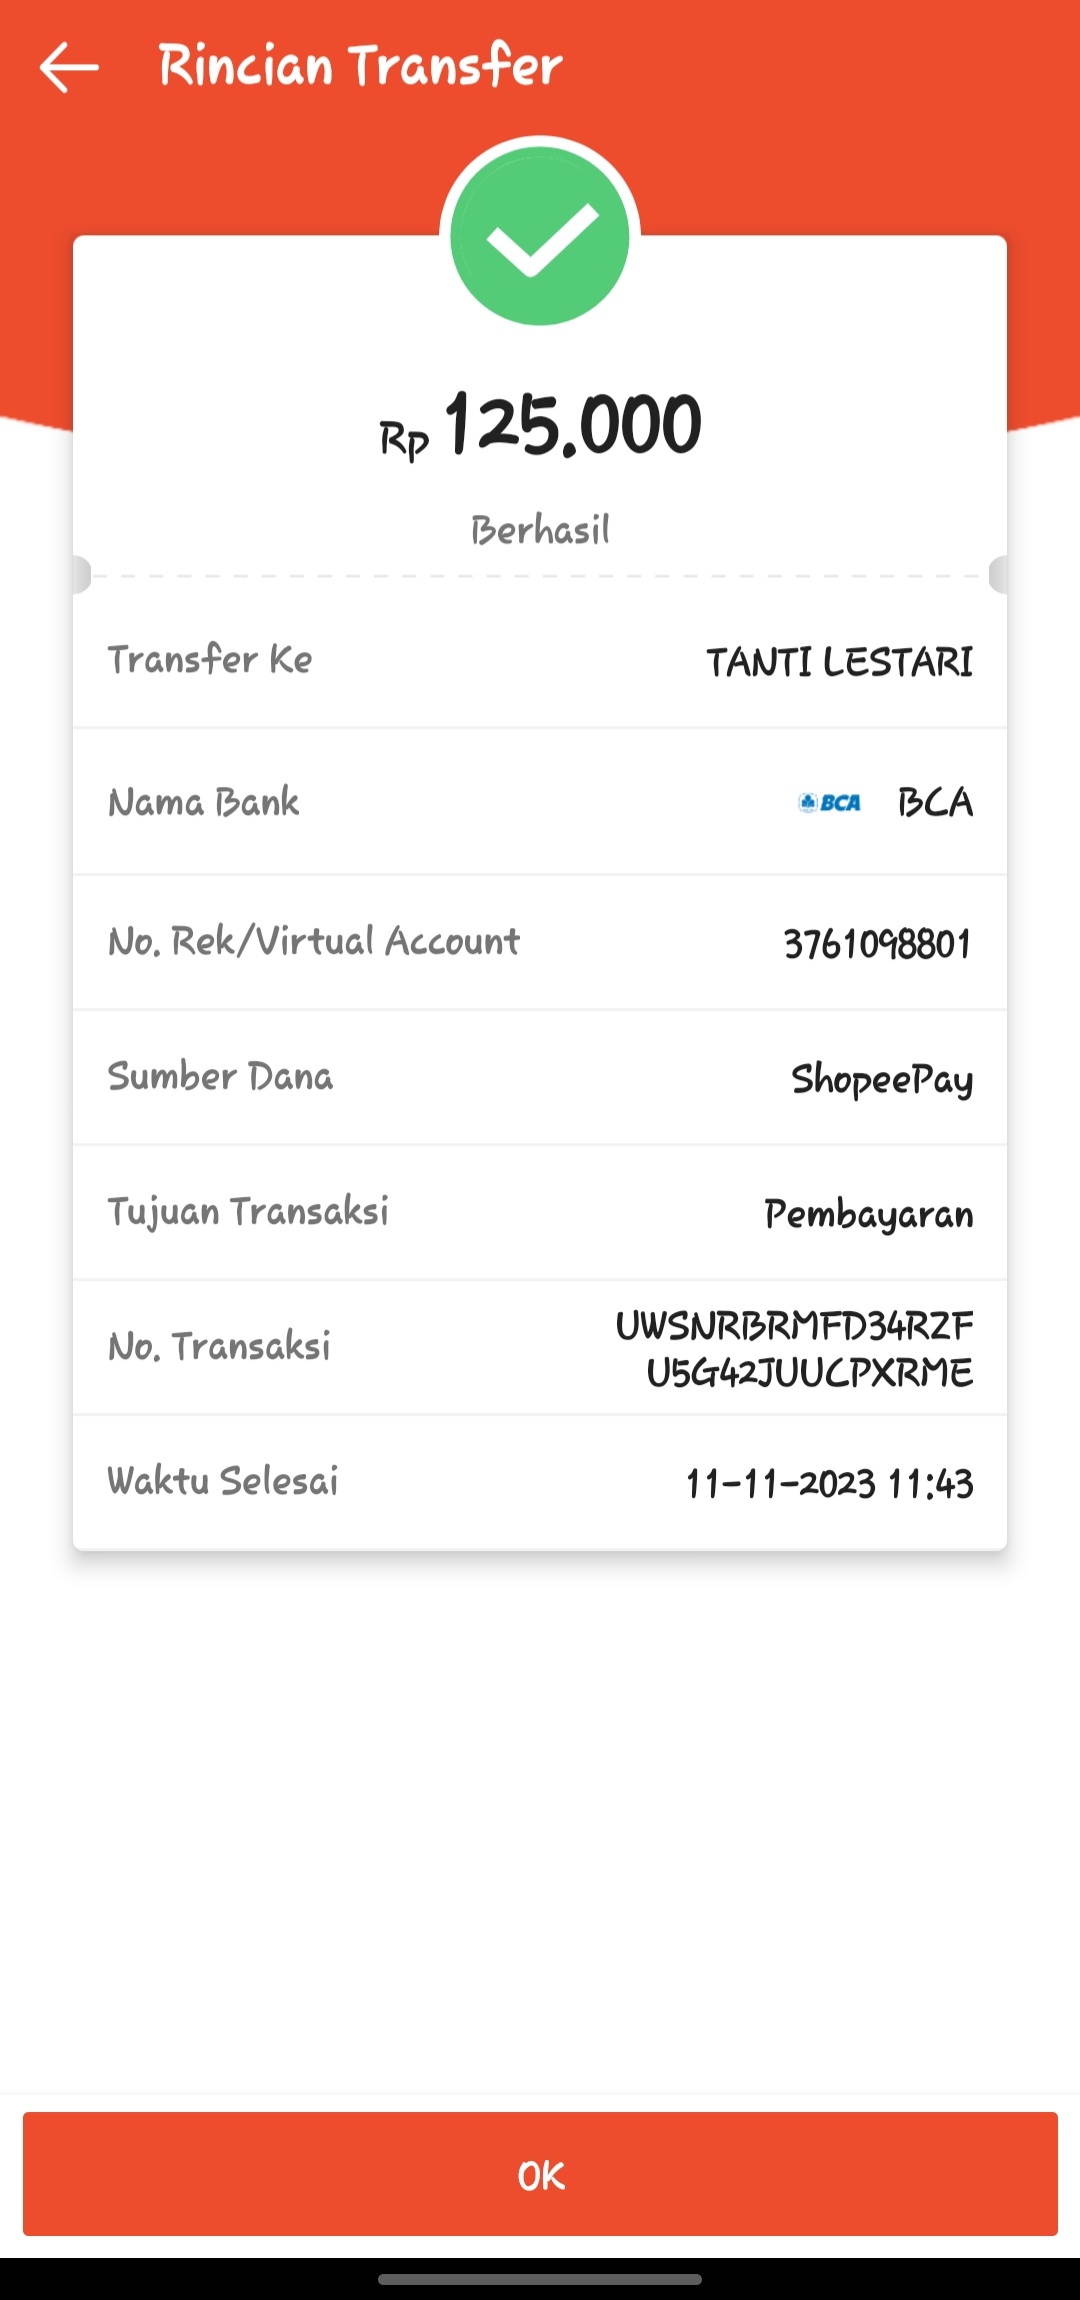 Rincian Transfer
Rp 125.000
Berhasil
Transfer Ke TANTI LESTARI
Nama Bank BCA BCA
No. Rek/Virtual Account 3761098801
Sumber Dana ShopeePay
Tujuan Transaksi Pembayaran
No. Transaksi UWSNRBRMFD34RZF
U5G42JUUCPXRME
Waktu Selesai 11-11-2023 11:43
OK